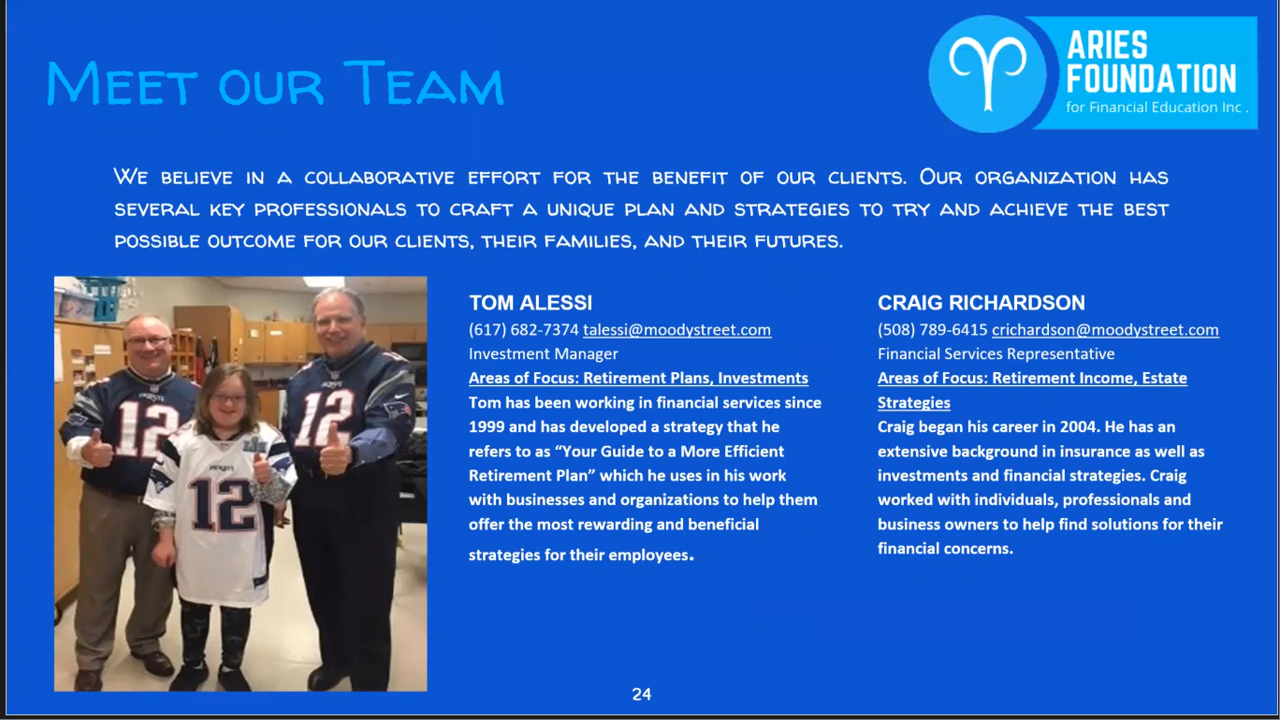 MEET OUR TEAM
ARIES
FOUNDATION
for Financial Education Inc.
WE BELIEVE IN A COLLABORATIVE EFFORT FOR THE BENEFIT OF OUR CLIENTS. OUR ORGANIZATION HAS
SEVERAL KEY PROFESSIONALS TO CRAFT A UNIQUE PLAN AND STRATEGIES TO TRY AND ACHIEVE THE BEST
POSSIBLE OUTCOME FOR OUR CLIENTS, THEIR FAMILIES, AND THEIR FUTURES.
12
12
12
PATRIOTS
TOM ALESSI
(617) 682-7374 talessi@moodystreet.com
Investment Manager
Areas of Focus: Retirement Plans, Investments
Tom has been working in financial services since
1999 and has developed a strategy that he
refers to as “Your Guide to a More Efficient
Retirement Plan” which he uses in his work
with businesses and organizations to help them
offer the most rewarding and beneficial
strategies for their employees.
CRAIG RICHARDSON
(508) 789-6415 crichardson@moodystreet.com
Financial Services Representative
Areas of Focus: Retirement Income, Estate
Strategies
Craig began his career in 2004. He has an
extensive background in insurance as well as
investments and financial strategies. Craig
worked with individuals, professionals and
business owners to help find solutions for their
financial concerns.
24